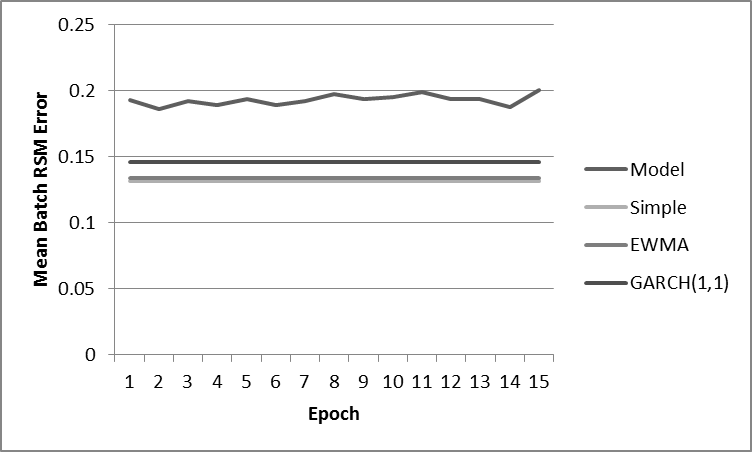 0.25
0.2
0.15
0.1
0.05
0
Mean Batch RSM Error
1 2 3 4 5 6 7 8 9 10 11 12 13 14 15
Epoch
Model
Simple
EWMA
GARCH(1,1)